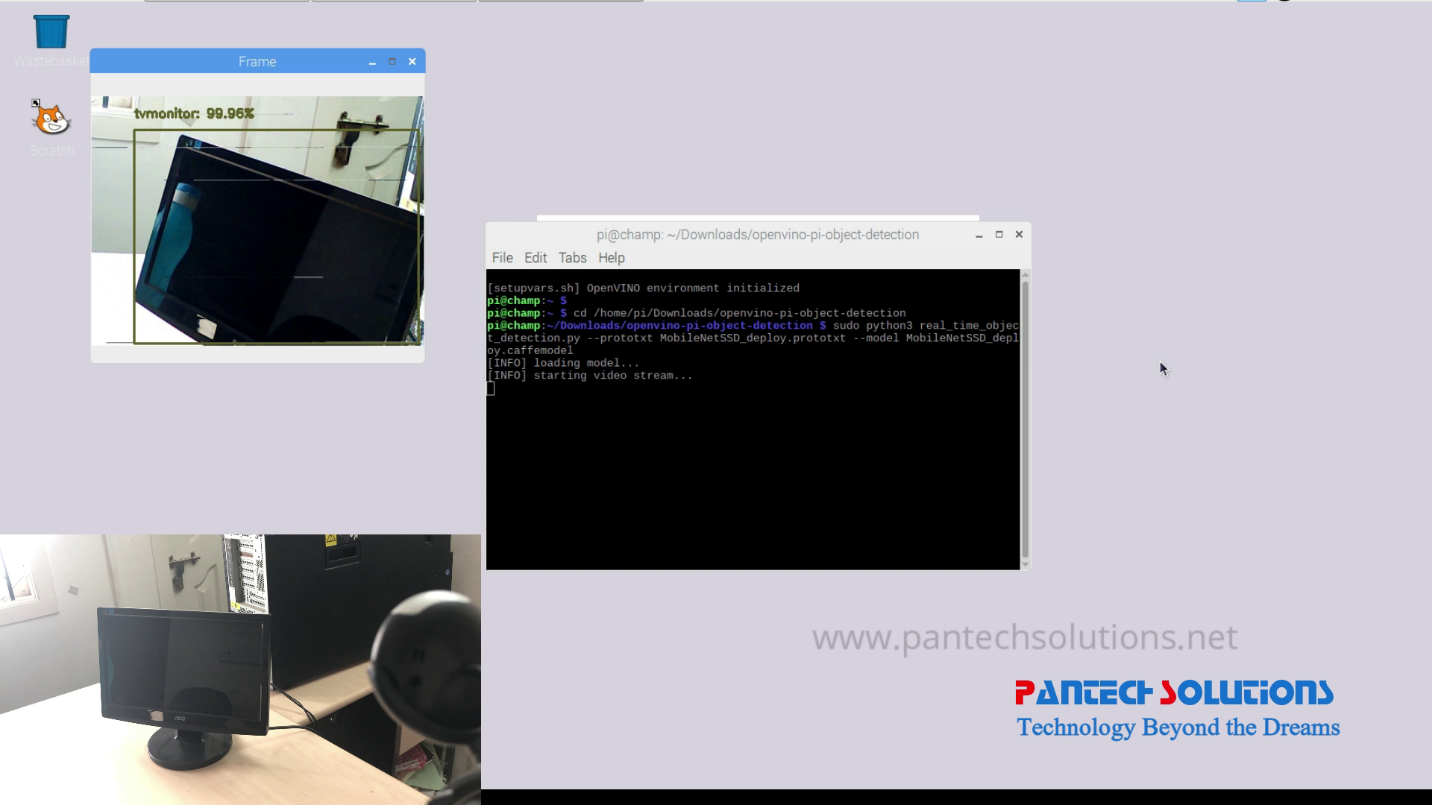 Wastebasket
Scratch
Frame
tvmonitor: 99.96%
pi@champ: ~/Downloads/openvino-pi-object-detection
File Edit Tabs Help
[setupvars.sh] OpenVINO environment initialized
pi@champ:~ $
pi@champ:~ $ cd /home/pi/Downloads/openvino-pi-object-detection
pi@champ:~/Downloads/openvino-pi-object-detection $ sudo python3 real_time_objec
t_detection.py --prototxt MobileNetSSD_deploy.prototxt --model MobileNetSSD_depl
oy.caffemodel
[INFO] loading model...
[INFO] starting video stream...
www.pantechsolutions.net
PANTECH SOLUTIONS
Technology Beyond the Dreams